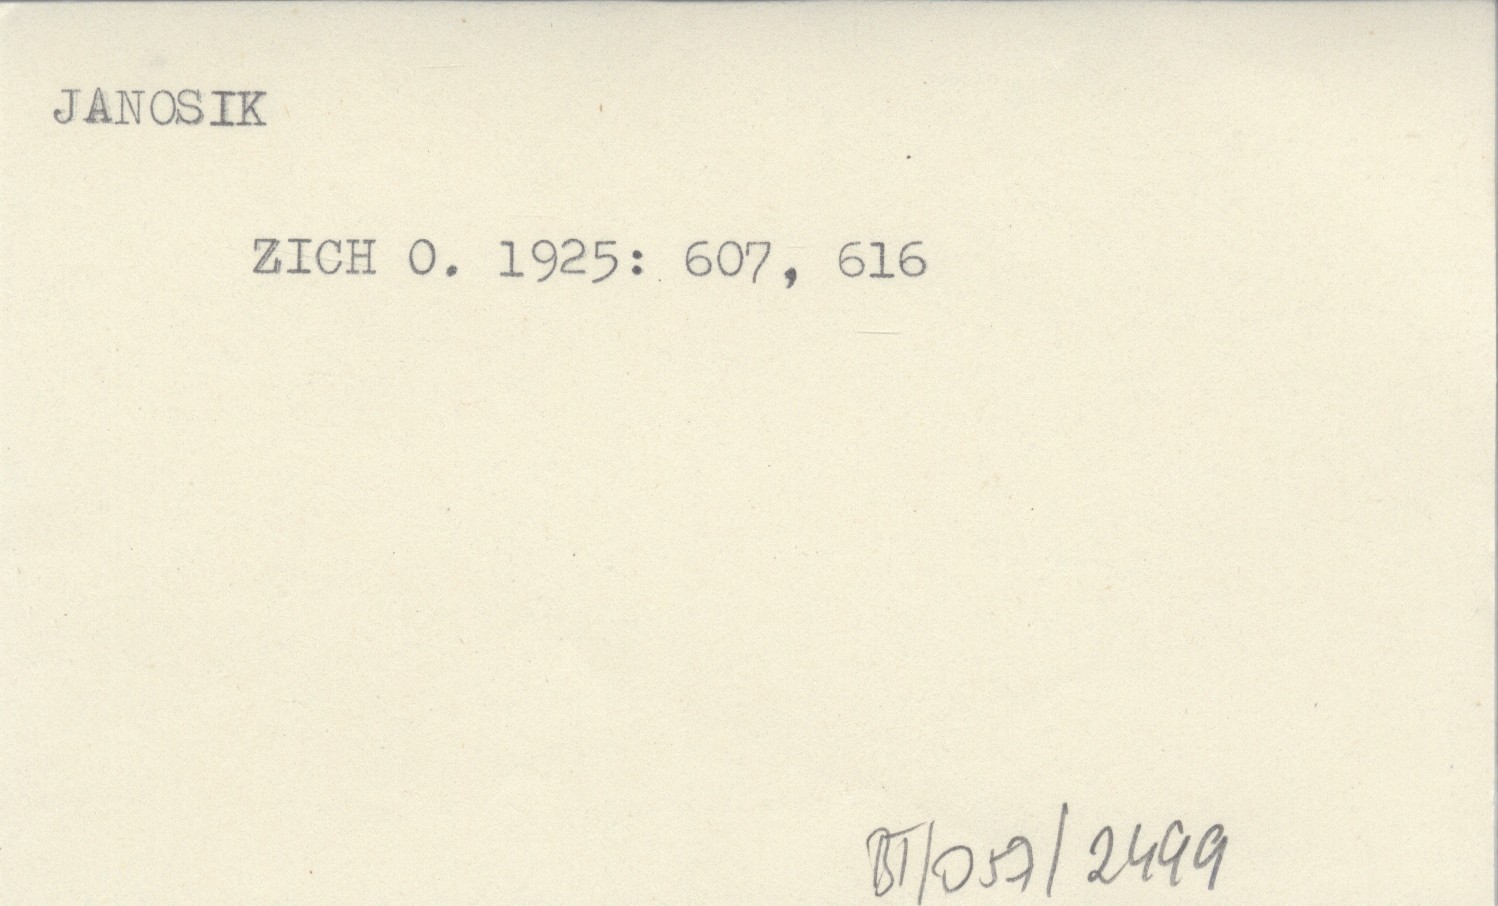 JANOSIK
ZICH O. 1925: 607, 616
BT/057/2499